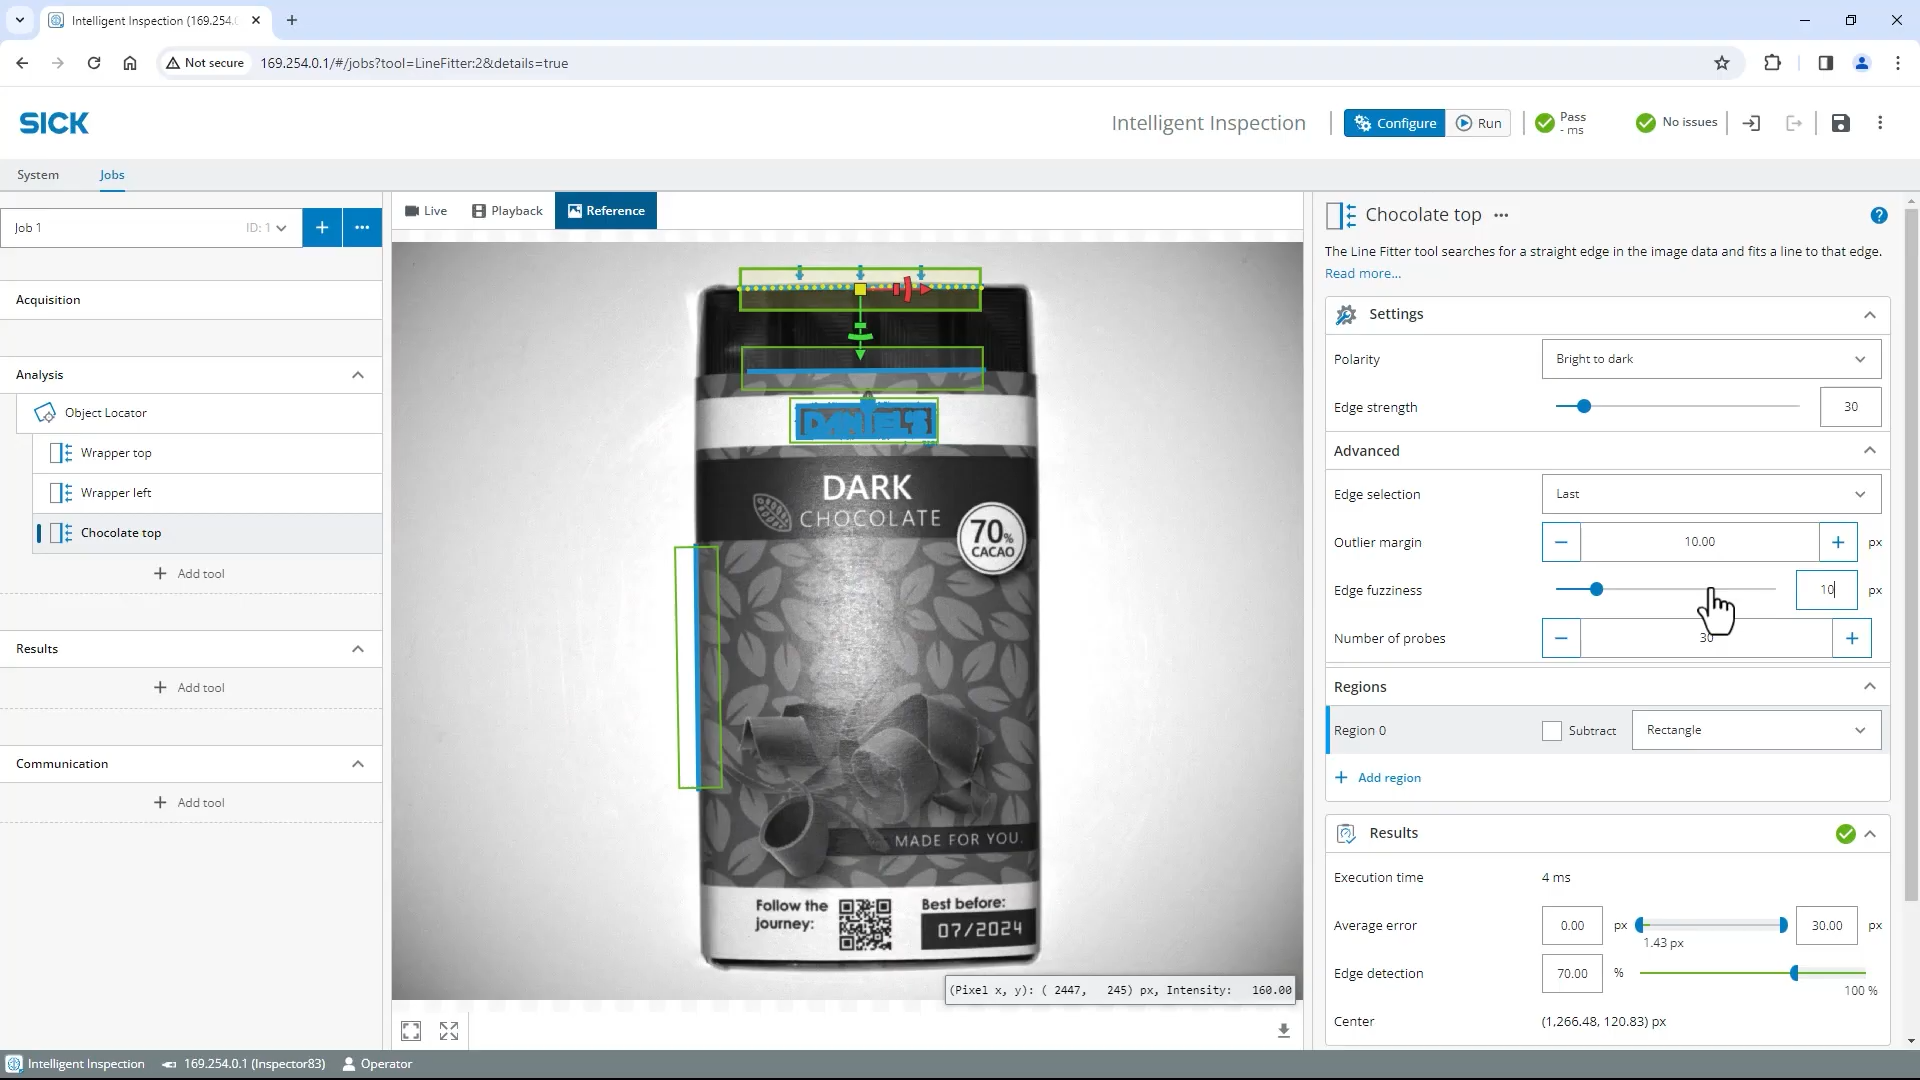 Intelligent Inspection (169.254.
Not secure
169.254.0.1/#/jobs?tool=LineFitter:2&details=true
SICK
Intelligent Inspection
Configure
Run
Pass
- ms
No issues
System
Jobs
Job 1
ID: 1
Live
Playback
Reference
Acquisition
Analysis
Object Locator
Wrapper top
Wrapper left
Chocolate top
Add tool
Results
Add tool
Communication
Add tool
DANIEL'S
DARK
CHOCOLATE
70%
CACAO
MADE FOR YOU.
Follow the
journey:
Best before:
07/2024
(Pixel x, y): ( 2447, 245) px, Intensity: 160.00
Chocolate top
The Line Fitter tool searches for a straight edge in the image data and fits a line to that edge.
Read more...
Settings
Polarity
Bright to dark
Edge strength
30
Advanced
Edge selection
Last
Outlier margin
10.00
px
Edge fuzziness
10
px
Number of probes
30
Regions
Region 0
Subtract
Rectangle
Add region
Results
Execution time
4 ms
Average error
0.00
px
1.43 px
30.00
px
Edge detection
70.00
%
100 %
Center
(1,266.48, 120.83) px
Intelligent Inspection
169.254.0.1 (Inspector83)
Operator